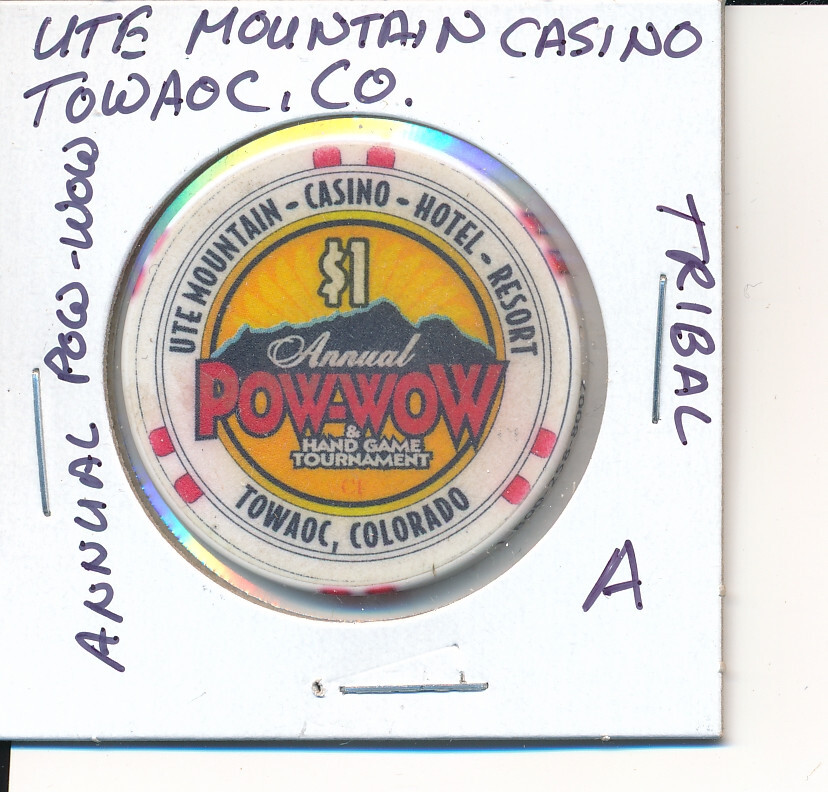 UTE MOUNTAIN CASINO
TOWAOC, CO.
ANNUAL POW-WOW
TRIBAL
A
UTE MOUNTAIN - CASINO - HOTEL - RESORT
$1
Annual
POW-WOW
&
HAND GAME
TOURNAMENT
TOWAOC, COLORADO